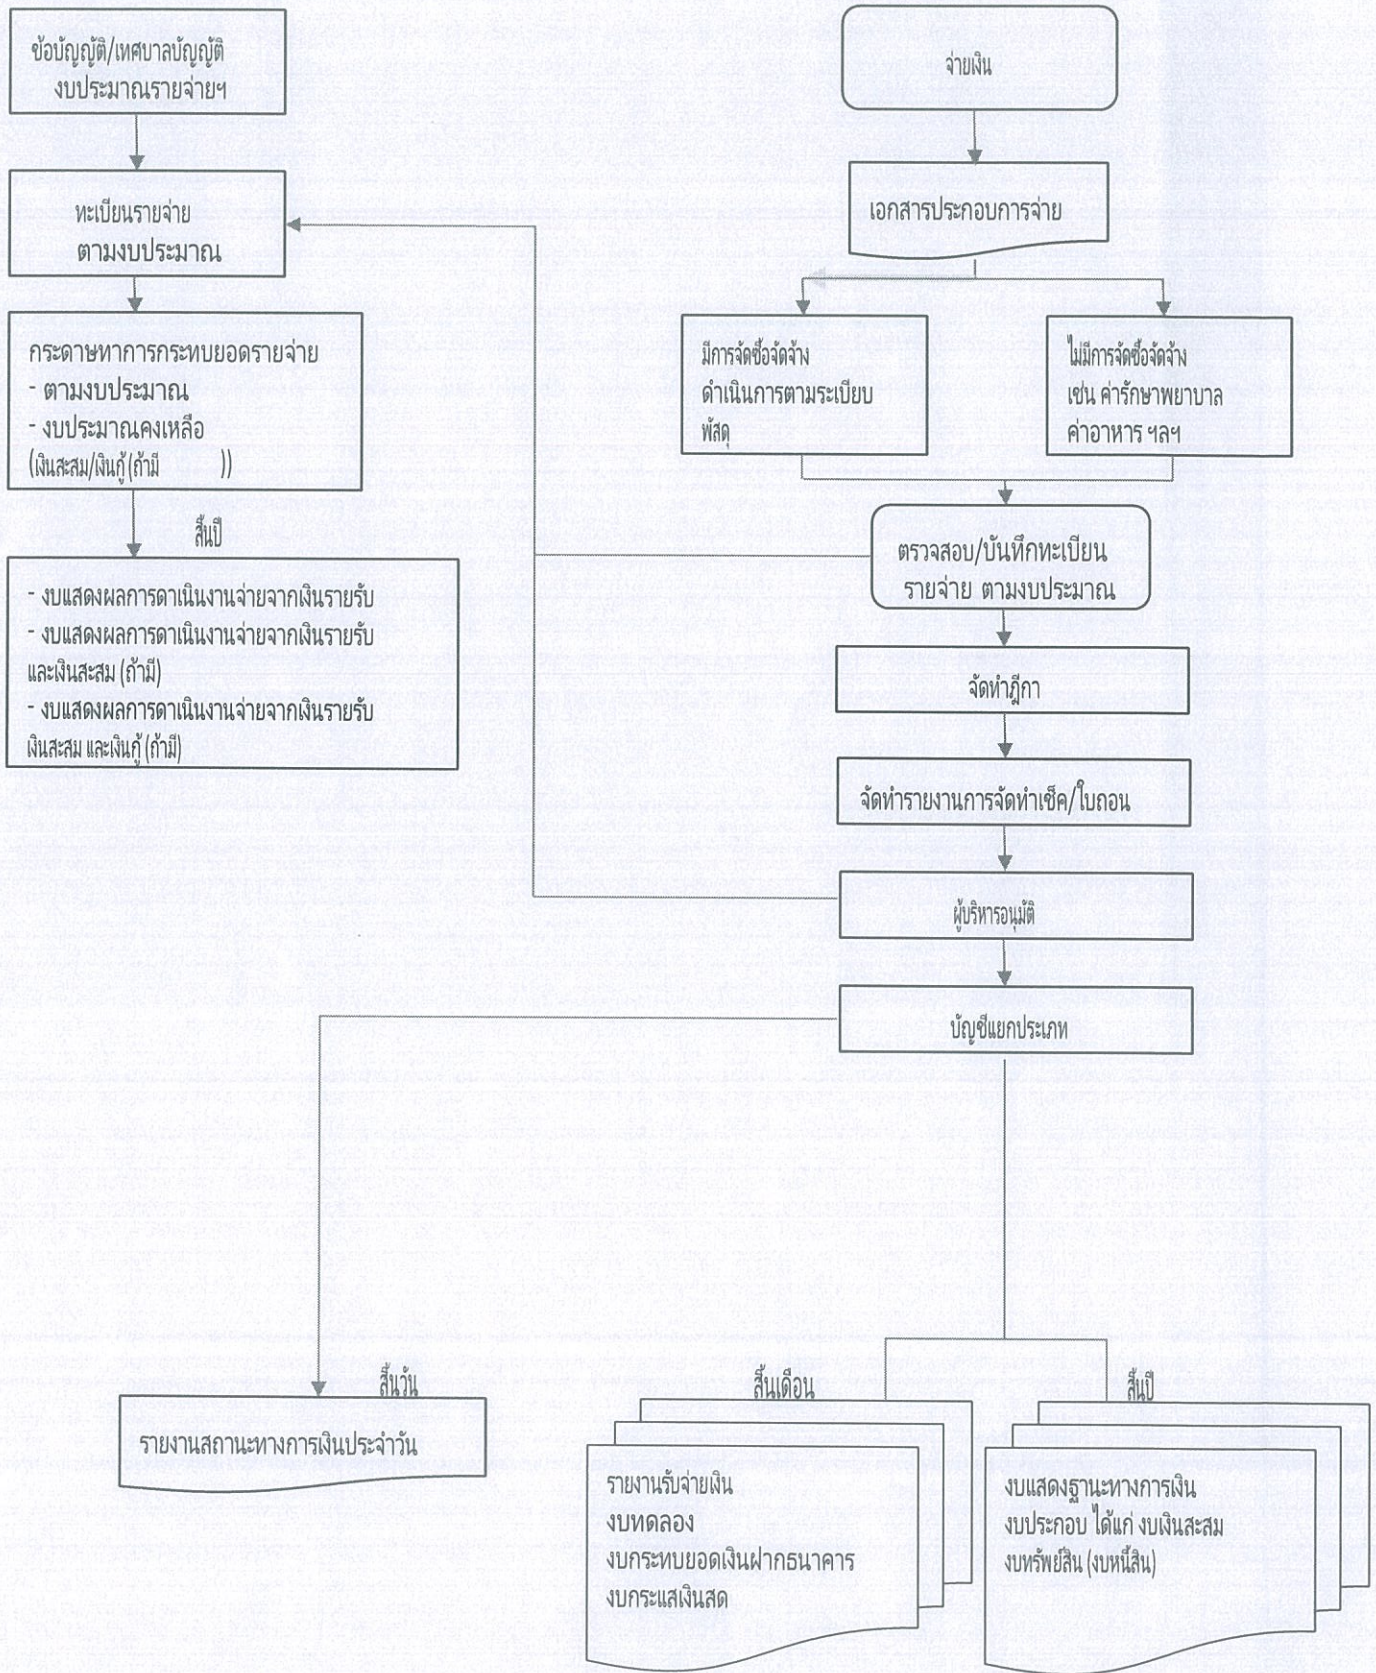 ข้อบัญญัติ/เทศบาลบัญญัติ
งบประมาณรายจ่ายฯ
ทะเบียนรายจ่าย
ตามงบประมาณ
กระดาษทาการกระทบยอดรายจ่าย
- ตามงบประมาณ
- งบประมาณคงเหลือ
(เงินสะสม/เงินกู้ (ถ้ามี ))
สิ้นปี
- งบแสดงผลการดาเนินงานจ่ายจากเงินรายรับ
- งบแสดงผลการดาเนินงานจ่ายจากเงินรายรับ
และเงินสะสม (ถ้ามี)
- งบแสดงผลการดาเนินงานจ่ายจากเงินรายรับ
เงินสะสม และเงินกู้ (ถ้ามี)
จ่ายเงิน
เอกสารประกอบการจ่าย
มีการจัดซื้อจัดจ้าง
ดำเนินการตามระเบียบ
พัสดุ
ไม่มีการจัดซื้อจัดจ้าง
เช่น ค่ารักษาพยาบาล
ค่าอาหาร ฯลฯ
ตรวจสอบ/บันทึกทะเบียน
รายจ่าย ตามงบประมาณ
จัดทำฎีกา
จัดทำรายงานการจัดทำเช็ค/ใบถอน
ผู้บริหารอนุมัติ
บัญชีแยกประเภท
สิ้นวัน
รายงานสถานะทางการเงินประจำวัน
สิ้นเดือน
รายงานรับจ่ายเงิน
งบทดลอง
งบกระทบยอดเงินฝากธนาคาร
งบกระแสเงินสด
สิ้นปี
งบแสดงฐานะทางการเงิน
งบประกอบ ได้แก่ งบเงินสะสม
งบทรัพย์สิน (งบหนี้สิน)